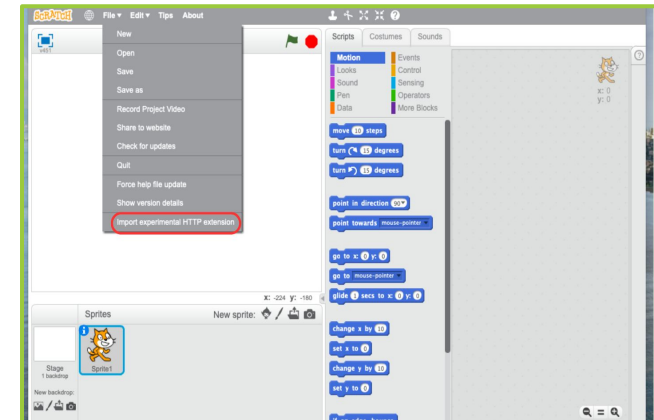 SCRATCH File Edit Tips About
v461
New
Open
Save
Save as
Record Project Video
Share to website
Check for updates
Quit
Force help file update
Show version details
Import experimental HTTP extension
X: -224 y: -180
Sprites New sprite:
Stage
1 backdrop
Sprite1
New backdrop:
Scripts Costumes Sounds
Motion Events
Looks Control
Sound Sensing
Pen Operators
Data More Blocks
move 10 steps
turn 15 degrees
turn 15 degrees
point in direction 90
point towards mouse-pointer
go to x: 0 y: 0
go to mouse-pointer
glide 1 secs to x: 0 y: 0
change x by 10
set x to 0
change y by 10
set y to 0
x: 0
y: 0